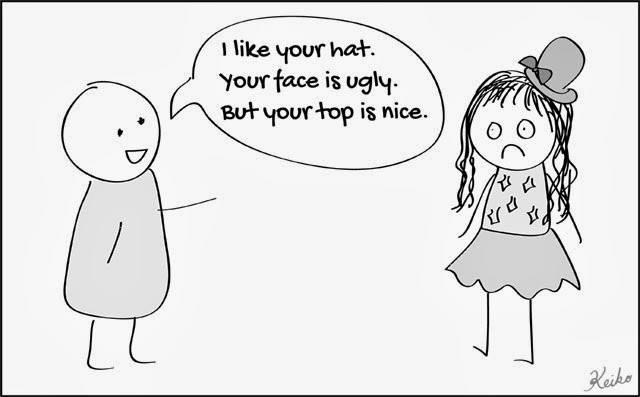 I like your hat.
Your face is ugly.
But your top is nice.
Keiko